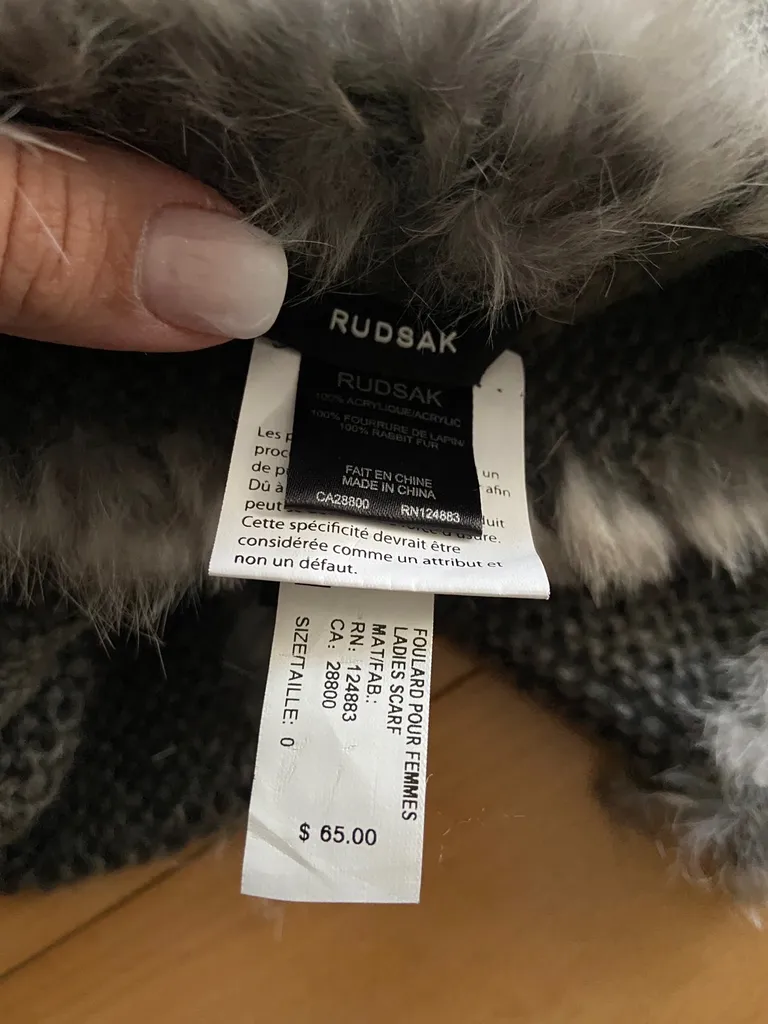 RUDSAK
RUDSAK
100% ACRYLIQUE/ACRYLIC
100% FOURRURE DE LAPIN/
100% RABBIT FUR
FAIT EN CHINE
MADE IN CHINA
CA28800 RN124883
Les
un
de
afin
Dû à
Cette spécificité devrait être
considérée comme un attribut et
non un défaut.
FOULARD POUR FEMMES
LADIES SCARF
MAT/FAB.:
RN: 124883
CA: 28800
SIZE/TAILLE: 0
$ 65.00